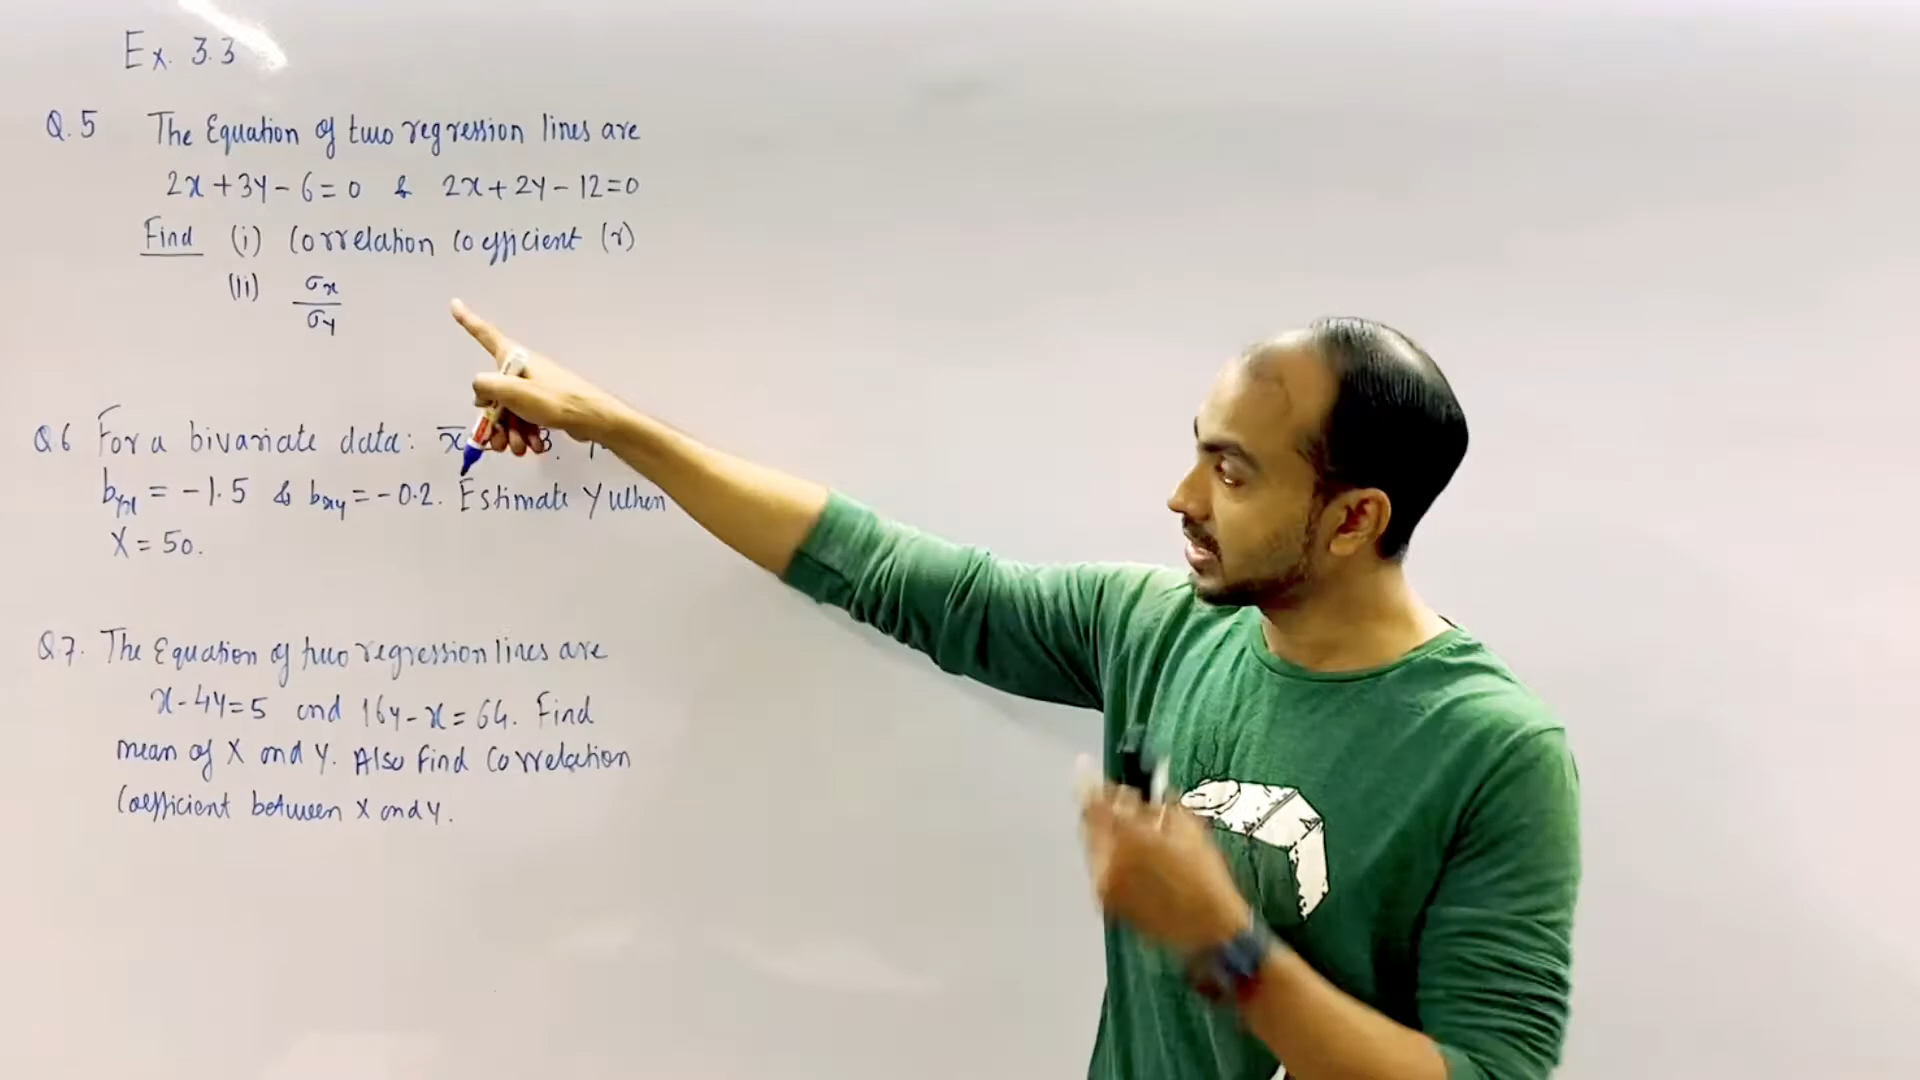 Ex. 3.3
Q.5 The Equation of two regression lines are
2x+3y-6=0 & 2x+2y-12=0
Find (i) Correlation coefficient (r)
(ii) σx
σy
Q6 For a bivariate data: x̄
byx = -1.5 & bxy = -0.2. Estimate Y when
X = 50.
Q.7. The Equation of two regression lines are
x-4y=5 and 16y-x=64. Find
mean of X and Y. Also Find Correlation
Coefficient between X and Y.